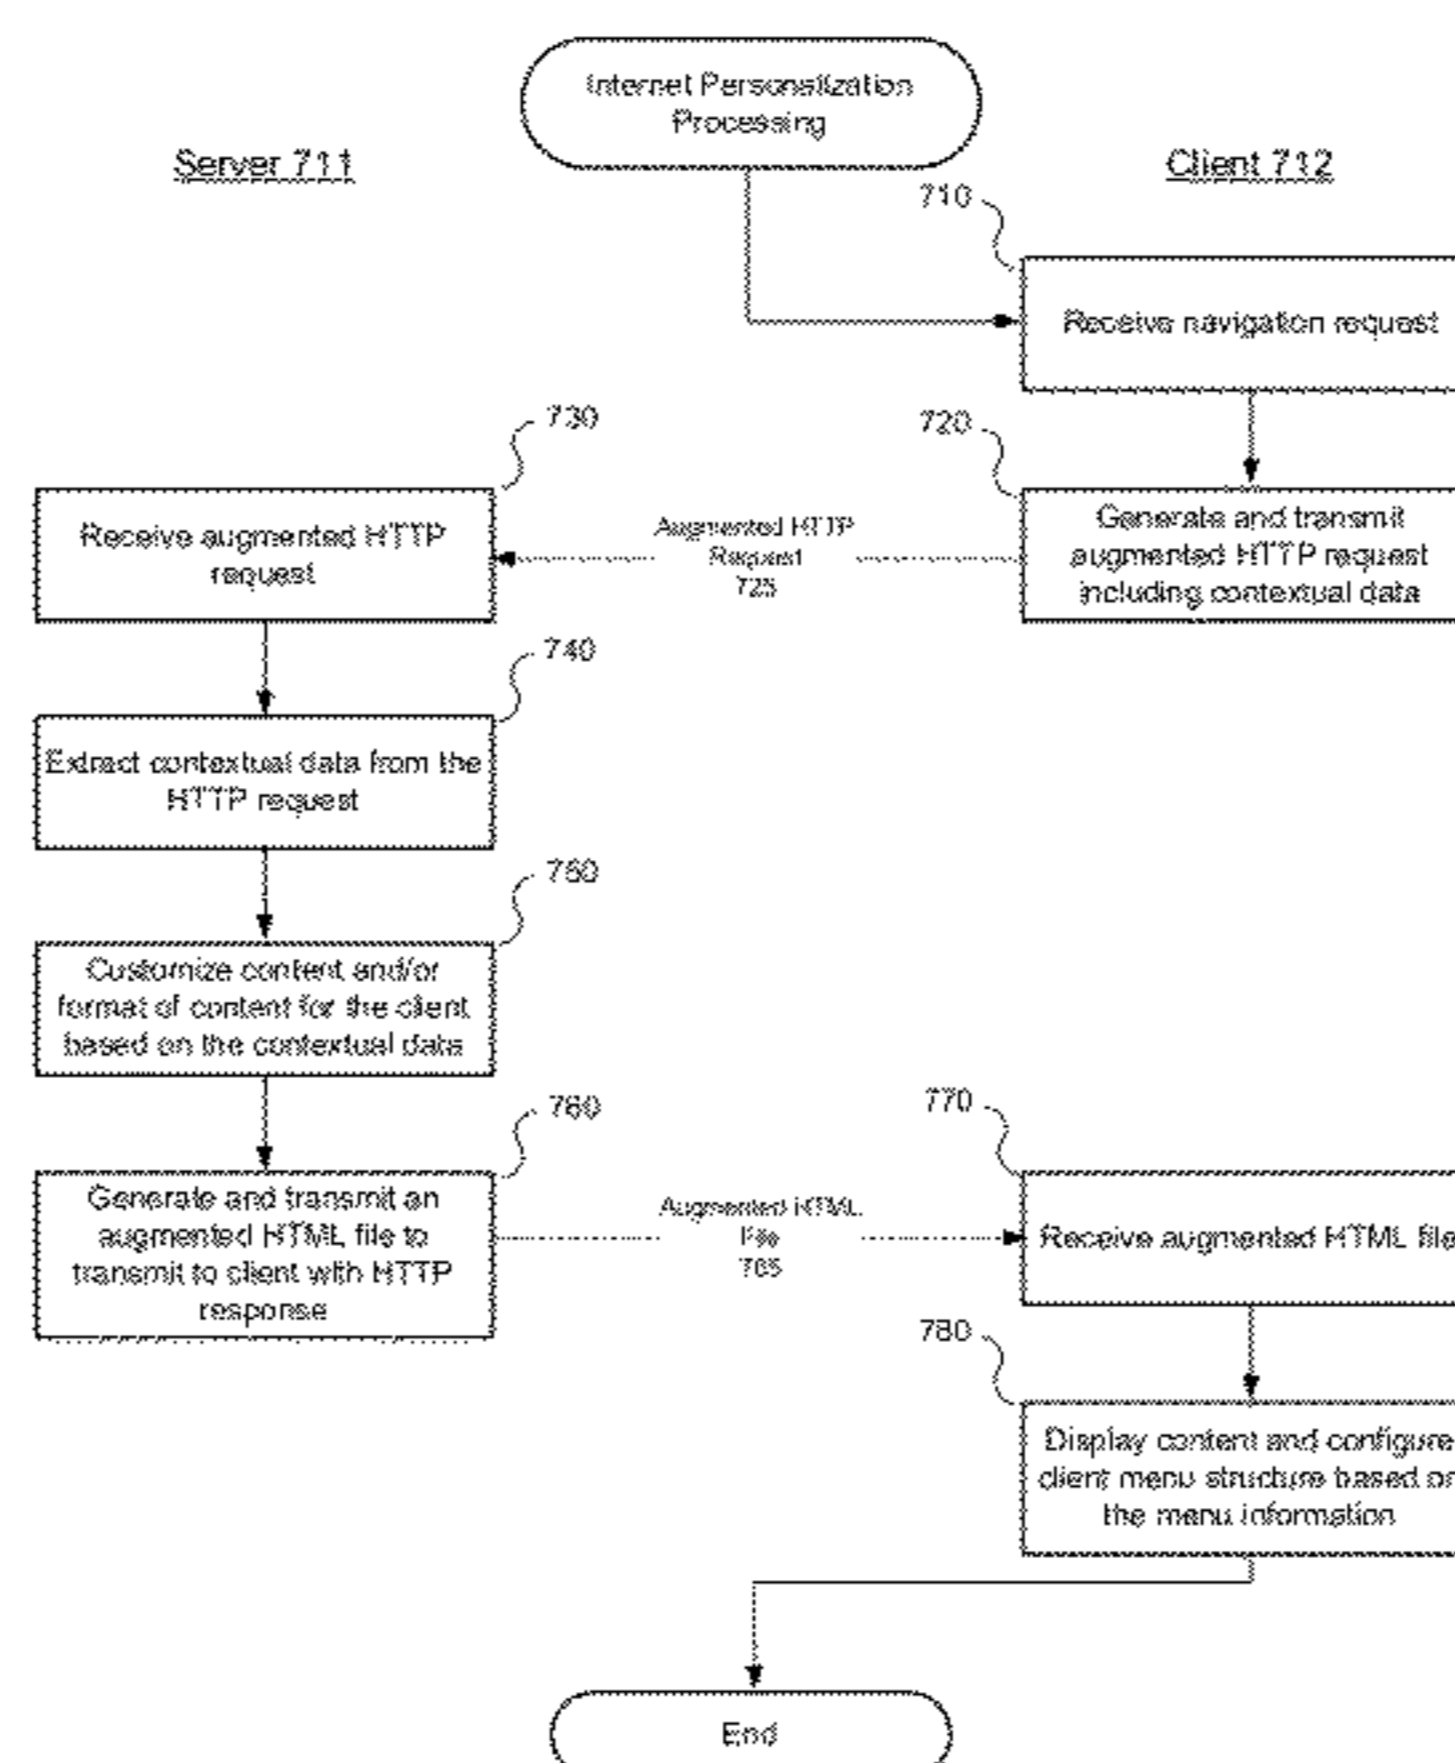 Internet Personalization
Processing
Server 711
Client 712
710
Receive navigation request
730
720
Receive augmented HTTP
request
Augmented HTTP
Request
725
Generate and transmit
augmented HTTP request
including contextual data
740
Extract contextual data from the
HTTP request
750
Customize content and/or
format of content for the client
based on the contextual data
760
770
Generate and transmit an
augmented HTML file to
transmit to client with HTTP
response
Augmented HTML
File
765
Receive augmented HTML file
780
Display content and configure
client menu structure based on
the menu information
End